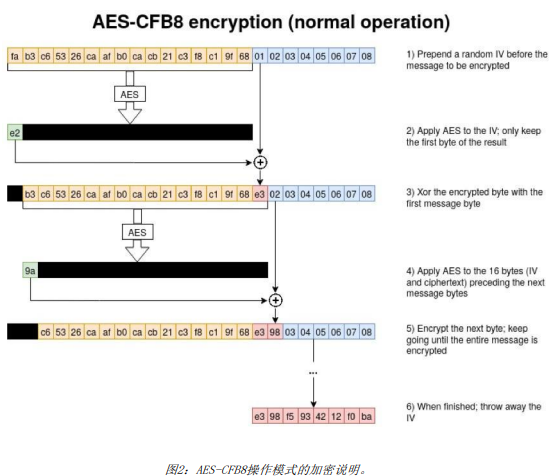 AES-CFB8 encryption (normal operation)
fa b3 c6 53 26 ca af b0 ca cb 21 c3 f8 c1 9f 68 01 02 03 04 05 06 07 08
1) Prepend a random IV before the
message to be encrypted
AES
e2
2) Apply AES to the IV; only keep
the first byte of the result
b3 c6 53 26 ca af b0 ca cb 21 c3 f8 c1 9f 68 e3 02 03 04 05 06 07 08
3) Xor the encrypted byte with the
first message byte
AES
9a
4) Apply AES to the 16 bytes (IV
and ciphertext) preceding the next
message bytes
c6 53 26 ca af b0 ca cb 21 c3 f8 c1 9f 68 e3 98 03 04 05 06 07 08
5) Encrypt the next byte; keep
going until the entire message is
encrypted
...
e3 98 f5 93 42 12 f0 ba
6) When finished; throw away the
IV
图2：AES-CFB8操作模式的加密说明。